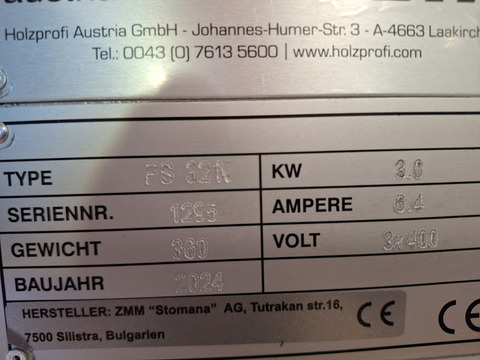 Holzprofi Austria GmbH - Johannes-Humer-Str. 3 - A-4663 Laakirch
Tel.: 0043 (0) 7613 5600 | www.holzprofi.com
TYPE FS 32N KW 3.0
SERIENNR. 1295 AMPERE 6.4
GEWICHT 380 VOLT 3x400
BAUJAHR 2024
HERSTELLER: ZMM "Stomana" AG, Tutrakan str.16, CE CE
7500 Silistra, Bulgarien